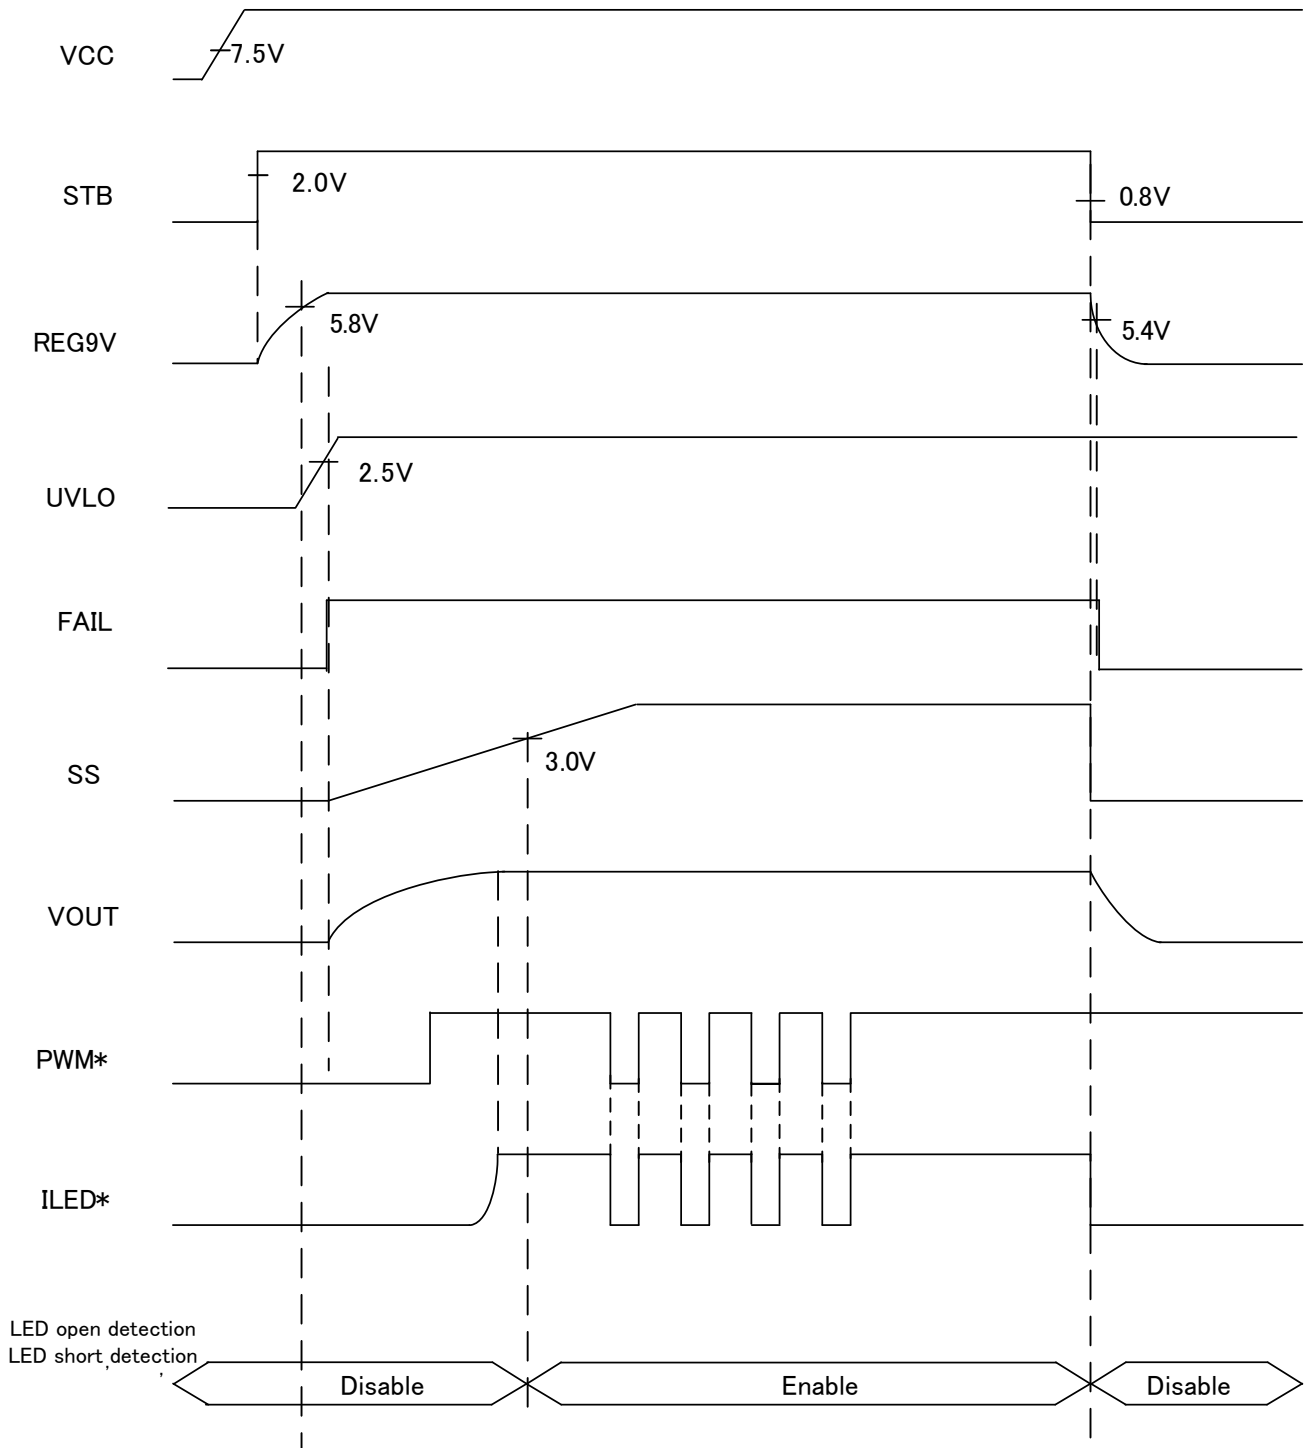 VCC
7.5V
STB
2.0V
0.8V
REG9V
5.8V
5.4V
UVLO
2.5V
FAIL
SS
3.0V
VOUT
PWM*
ILED*
LED open detection
LED short detection
Disable
Enable
Disable